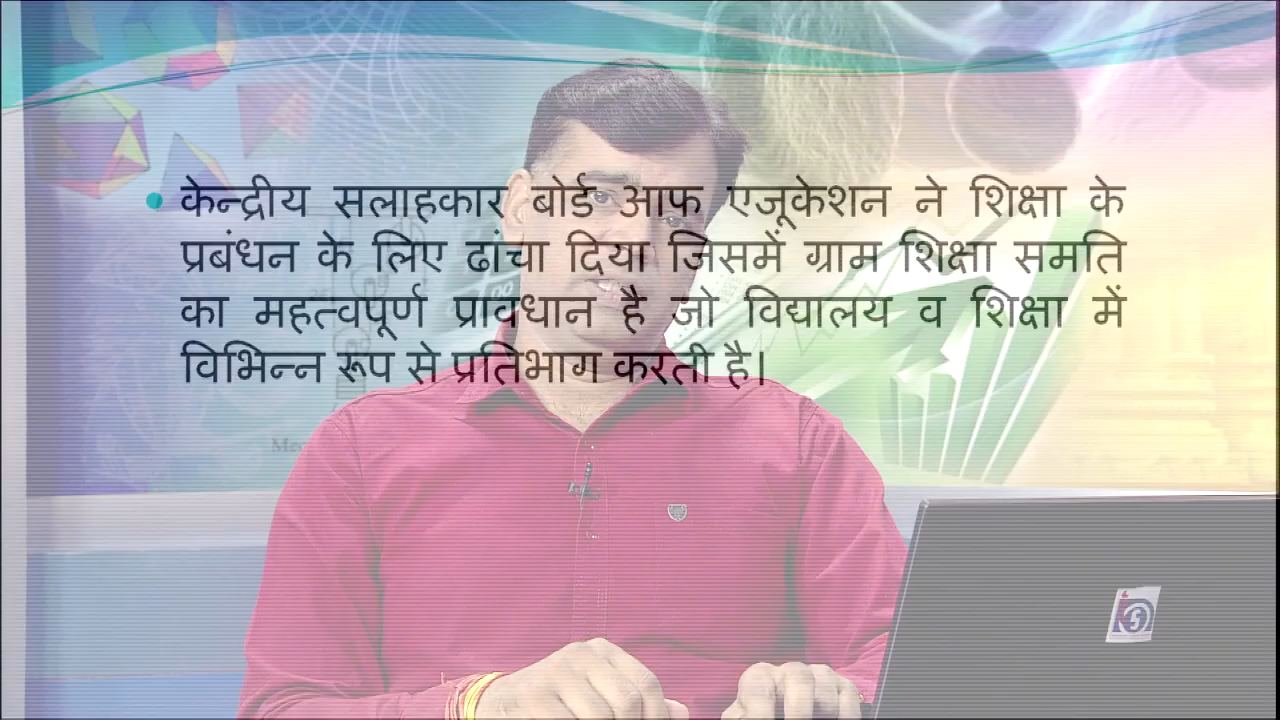 केन्द्रीय सलाहकार बोर्ड आफ एजूकेशन ने शिक्षा के
प्रबंधन के लिए ढांचा दिया जिसमें ग्राम शिक्षा समति
का महत्वपूर्ण प्रावधान है जो विद्यालय व शिक्षा में
विभिन्न रूप से प्रतिभाग करती है।